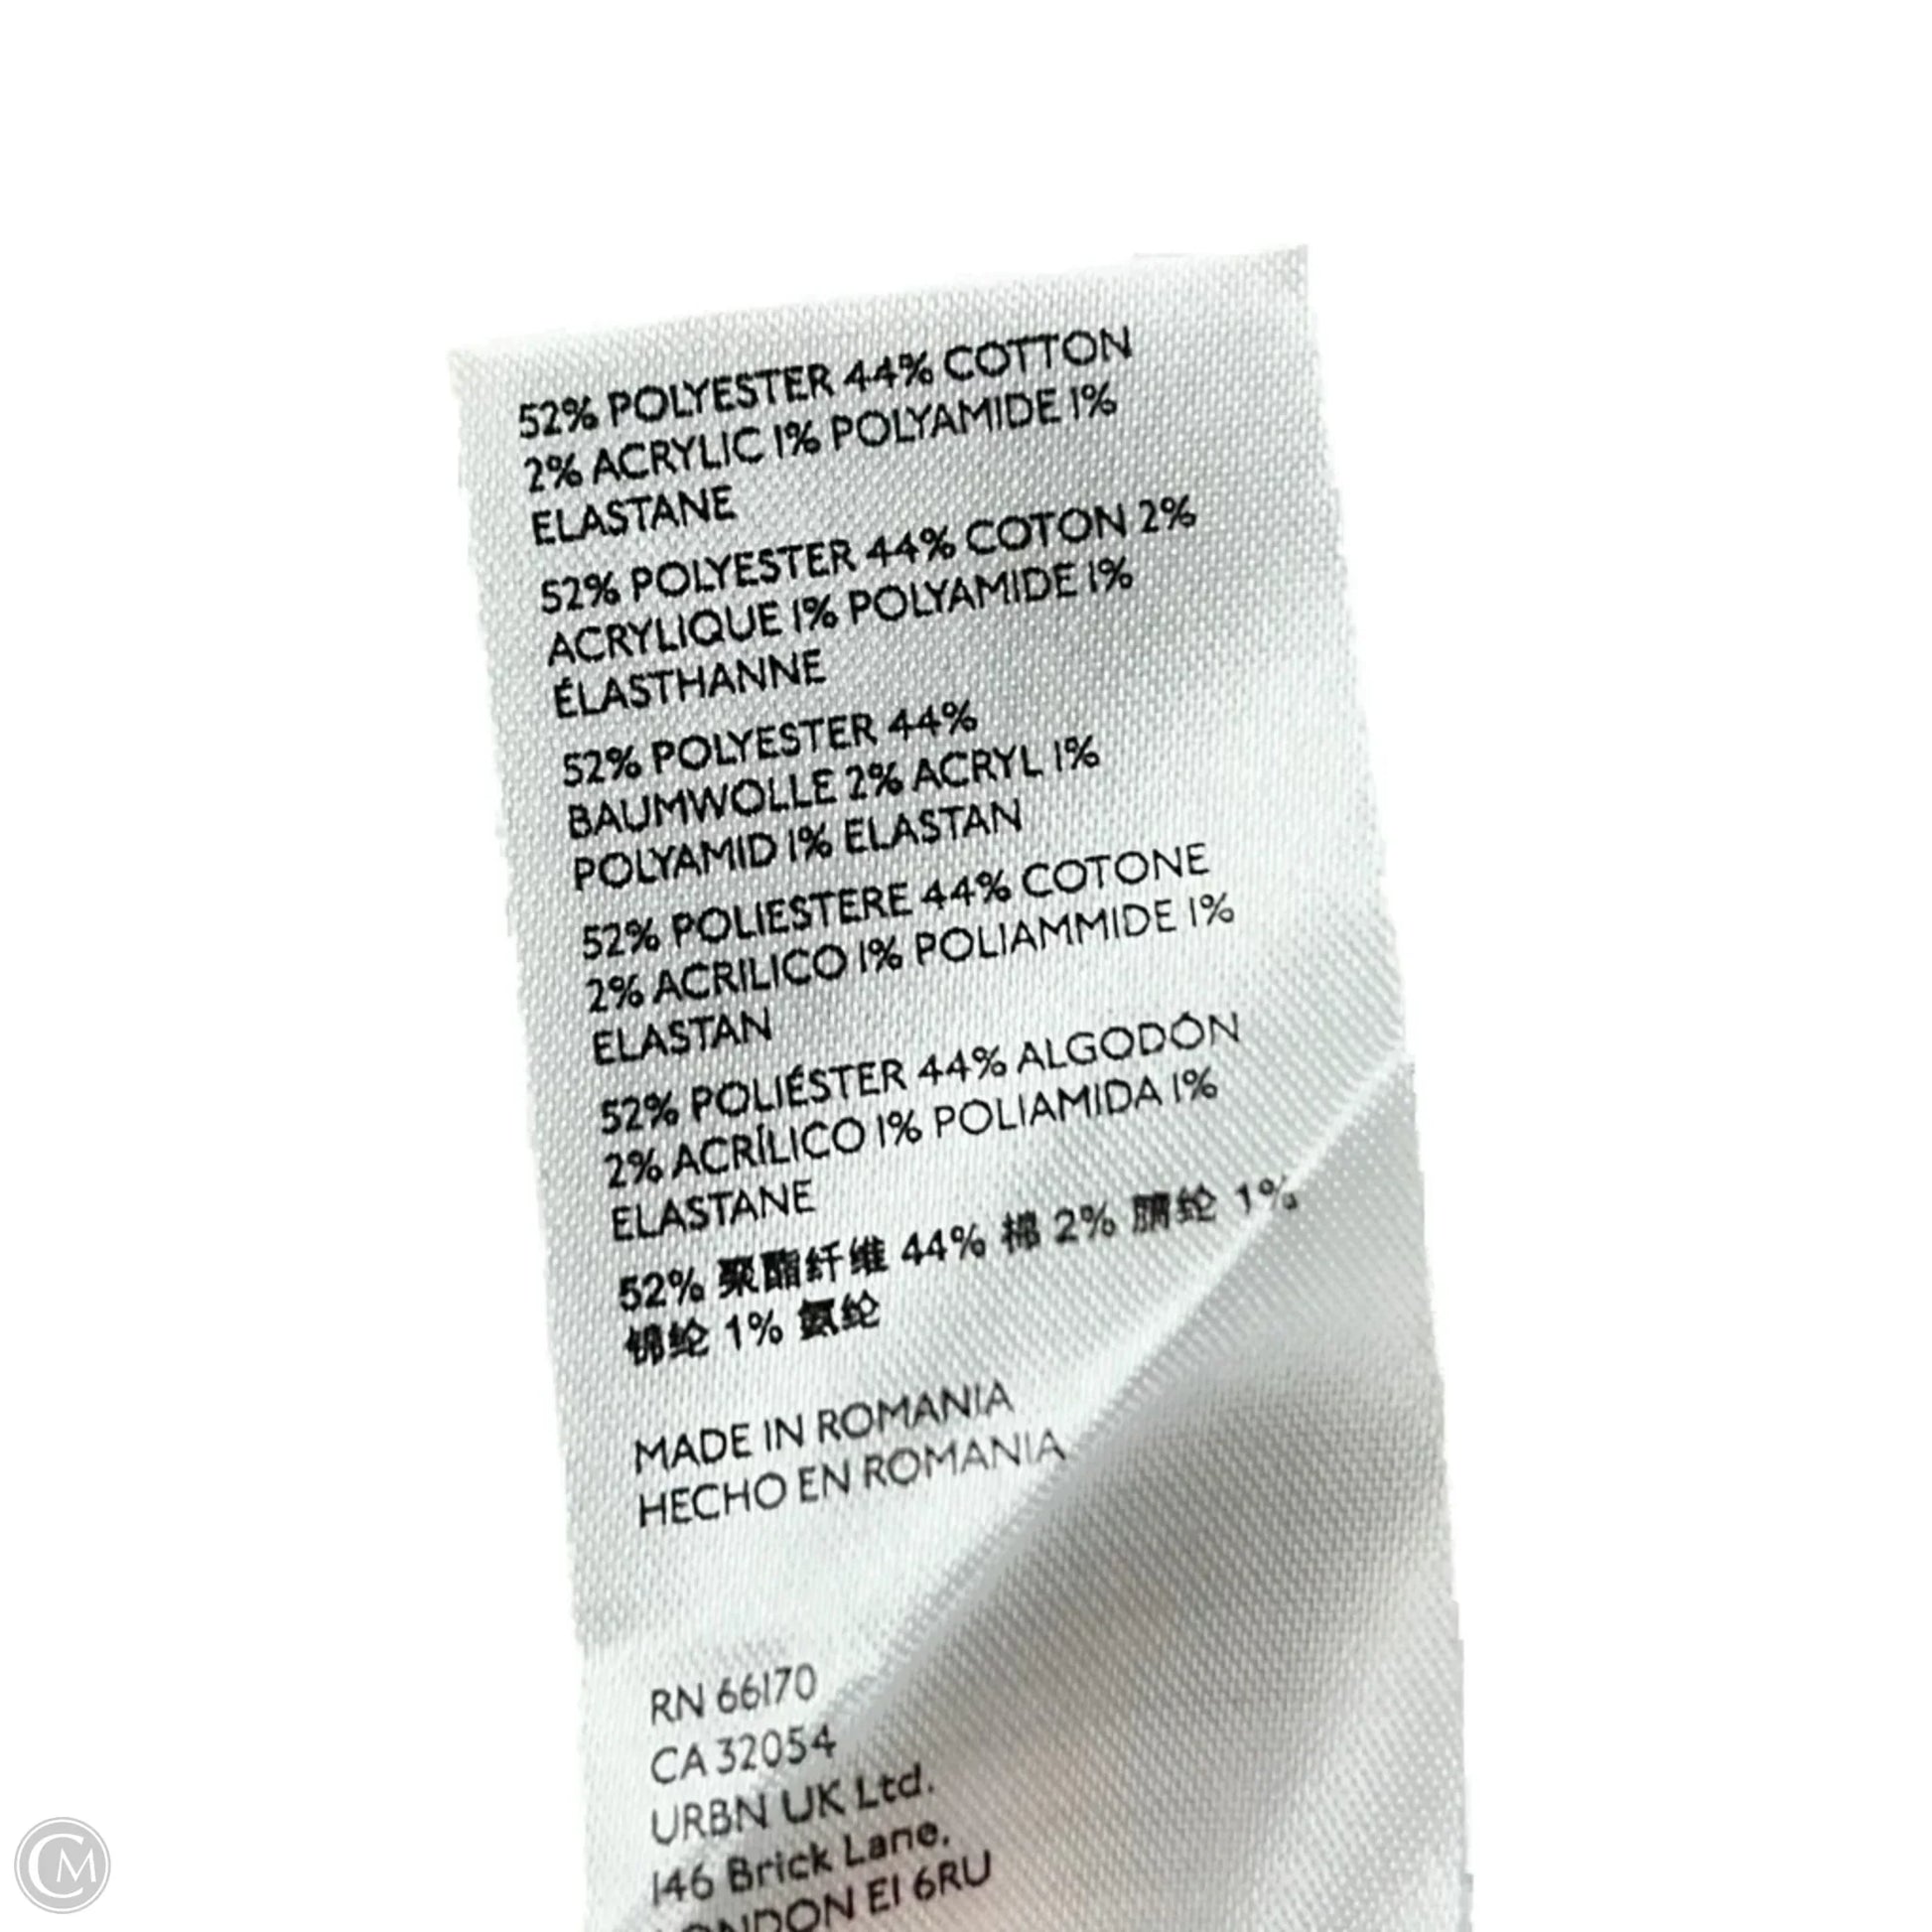 52% POLYESTER 44% COTTON
2% ACRYLIC 1% POLYAMIDE 1%
ELASTANE
52% POLYESTER 44% COTON 2%
ACRYLIQUE 1% POLYAMIDE 1%
ÉLASTHANNE
52% POLYESTER 44%
BAUMWOLLE 2% ACRYL 1%
POLYAMID 1% ELASTAN
52% POLIESTERE 44% COTONE
2% ACRILICO 1% POLIAMMIDE 1%
ELASTAN
52% POLIÉSTER 44% ALGODÓN
2% ACRÍLICO 1% POLIAMIDA 1%
ELASTANE
52% 聚酯纤维 44% 棉 2% 腈纶 1%
锦纶 1% 氨纶
MADE IN ROMANIA
HECHO EN ROMANIA
RN 66170
CA 32054
URBN UK Ltd.
146 Brick Lane,
LONDON E1 6RU
CM